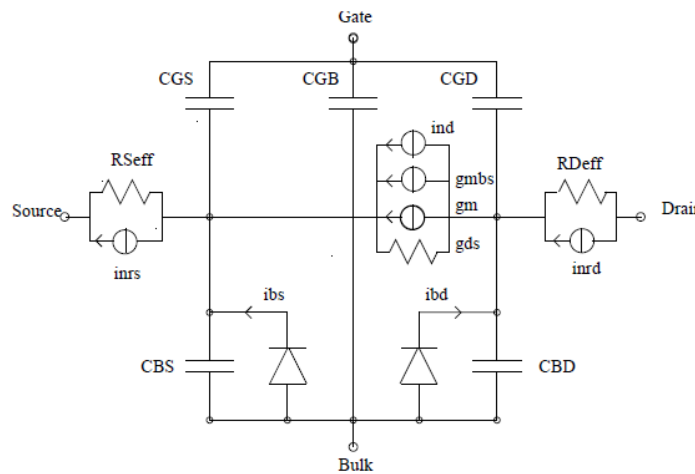 Gate
CGS
CGB
CGD
ind
RSeff
gmbs
RDeff
Source
gm
Drain
gds
inrs
inrd
ibs
ibd
CBS
CBD
Bulk